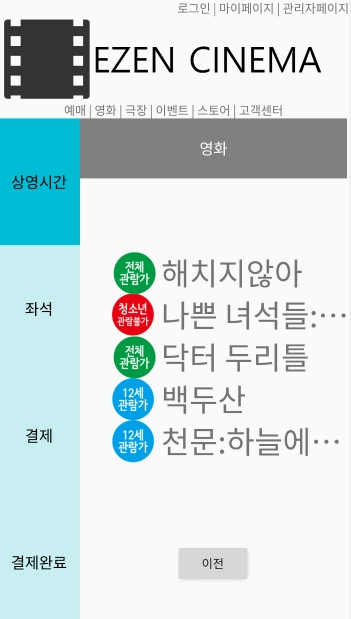 로그인 | 마이페이지 | 관리자페이지
EZEN CINEMA
예매 | 영화 | 극장 | 이벤트 | 스토어 | 고객센터
상영시간
좌석
결제
결제완료
영화
전체
관람가
해치지않아
청소년
관람불가
나쁜 녀석들:…
전체
관람가
닥터 두리틀
12세
관람가
백두산
12세
관람가
천문:하늘에…
이전